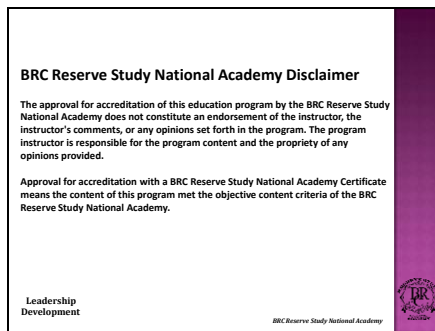 BRC Reserve Study National Academy Disclaimer
The approval for accreditation of this education program by the BRC Reserve Study
National Academy does not constitute an endorsement of the instructor, the
instructor's comments, or any opinions set forth in the program. The program
instructor is responsible for the program content and the propriety of any
opinions provided.
Approval for accreditation with a BRC Reserve Study National Academy Certificate
means the content of this program met the objective content criteria of the BRC
Reserve Study National Academy.
Leadership
Development
BRC Reserve Study National Academy
BRC